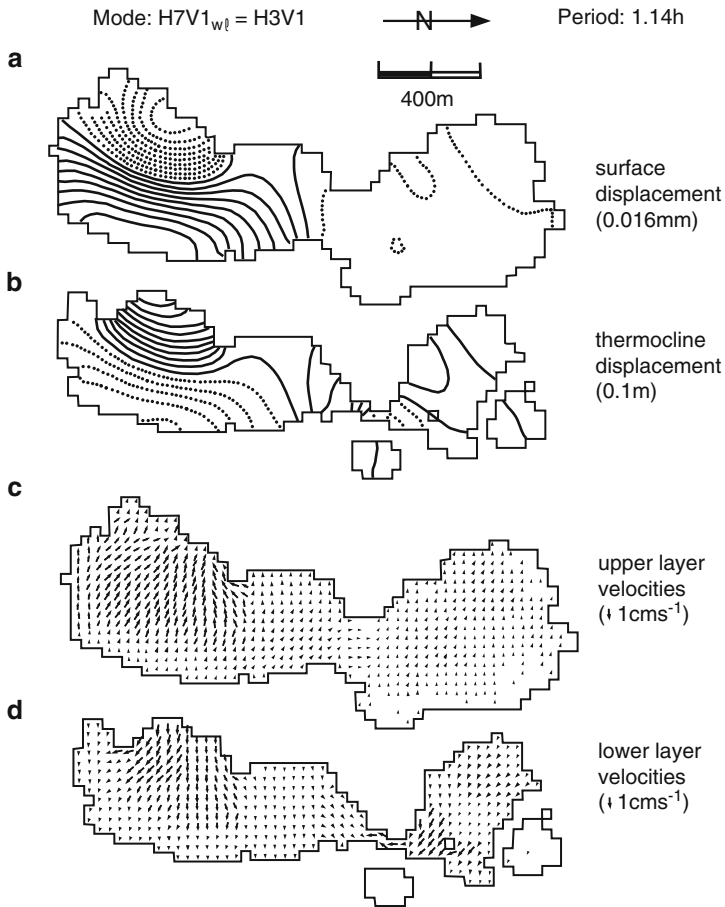 Mode: H7V1wℓ = H3V1
N
Period: 1.14h
400m
a
surface
displacement
(0.016mm)
b
thermocline
displacement
(0.1m)
c
upper layer
velocities
(1cms-1)
d
lower layer
velocities
(1cms-1)